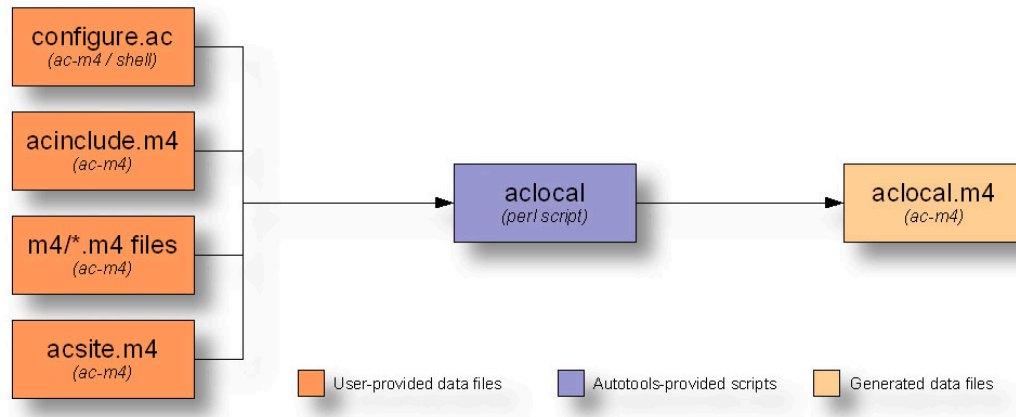 configure.ac
(ac-m4 / shell)
acinclude.m4
(ac-m4)
m4/*.m4 files
(ac-m4)
acsite.m4
(ac-m4)
aclocal
(perl script)
aclocal.m4
(ac-m4)
User-provided data files
Autotools-provided scripts
Generated data files